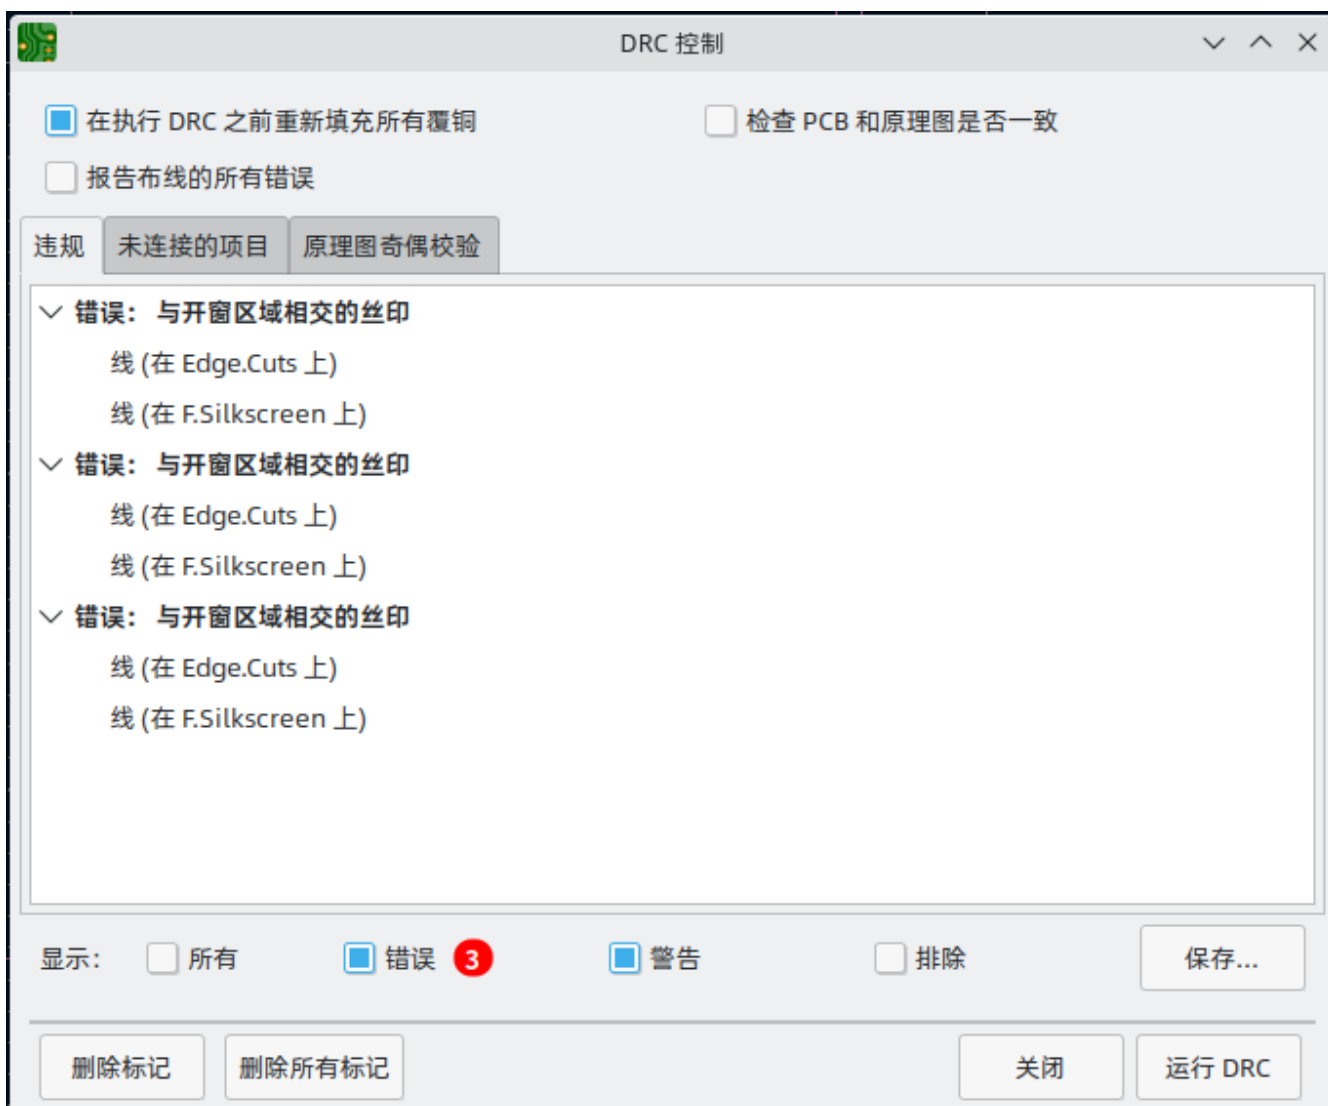 DRC 控制
在执行 DRC 之前重新填充所有覆铜 检查 PCB 和原理图是否一致
报告布线的所有错误
违规 未连接的项目 原理图奇偶校验
错误： 与开窗区域相交的丝印
线 (在 Edge.Cuts 上)
线 (在 F.Silkscreen 上)
错误： 与开窗区域相交的丝印
线 (在 Edge.Cuts 上)
线 (在 F.Silkscreen 上)
错误： 与开窗区域相交的丝印
线 (在 Edge.Cuts 上)
线 (在 F.Silkscreen 上)
显示： 所有 错误 3 警告 排除 保存...
删除标记 删除所有标记 关闭 运行 DRC